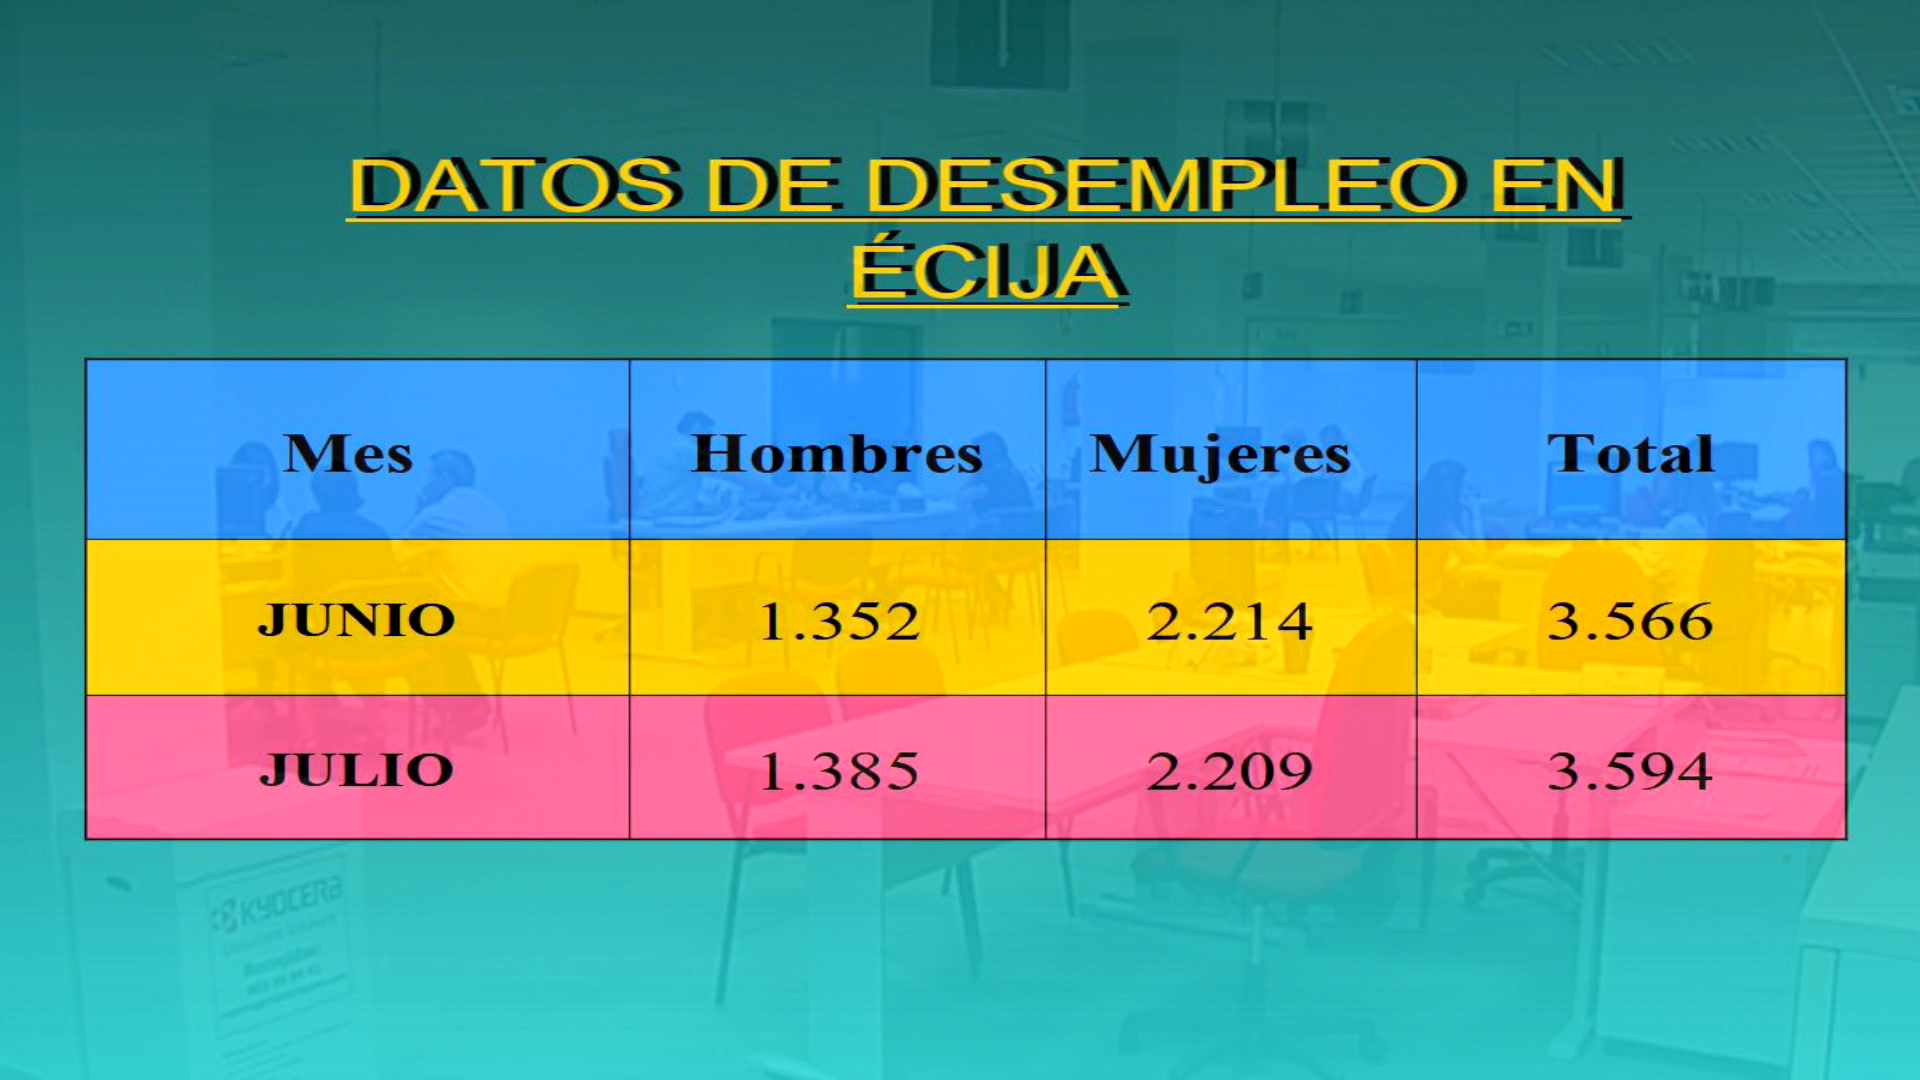 DATOS DE DESEMPLEO EN
ÉCIJA
Mes Hombres Mujeres Total
JUNIO 1.352 2.214 3.566
JULIO 1.385 2.209 3.594
KYOCERA